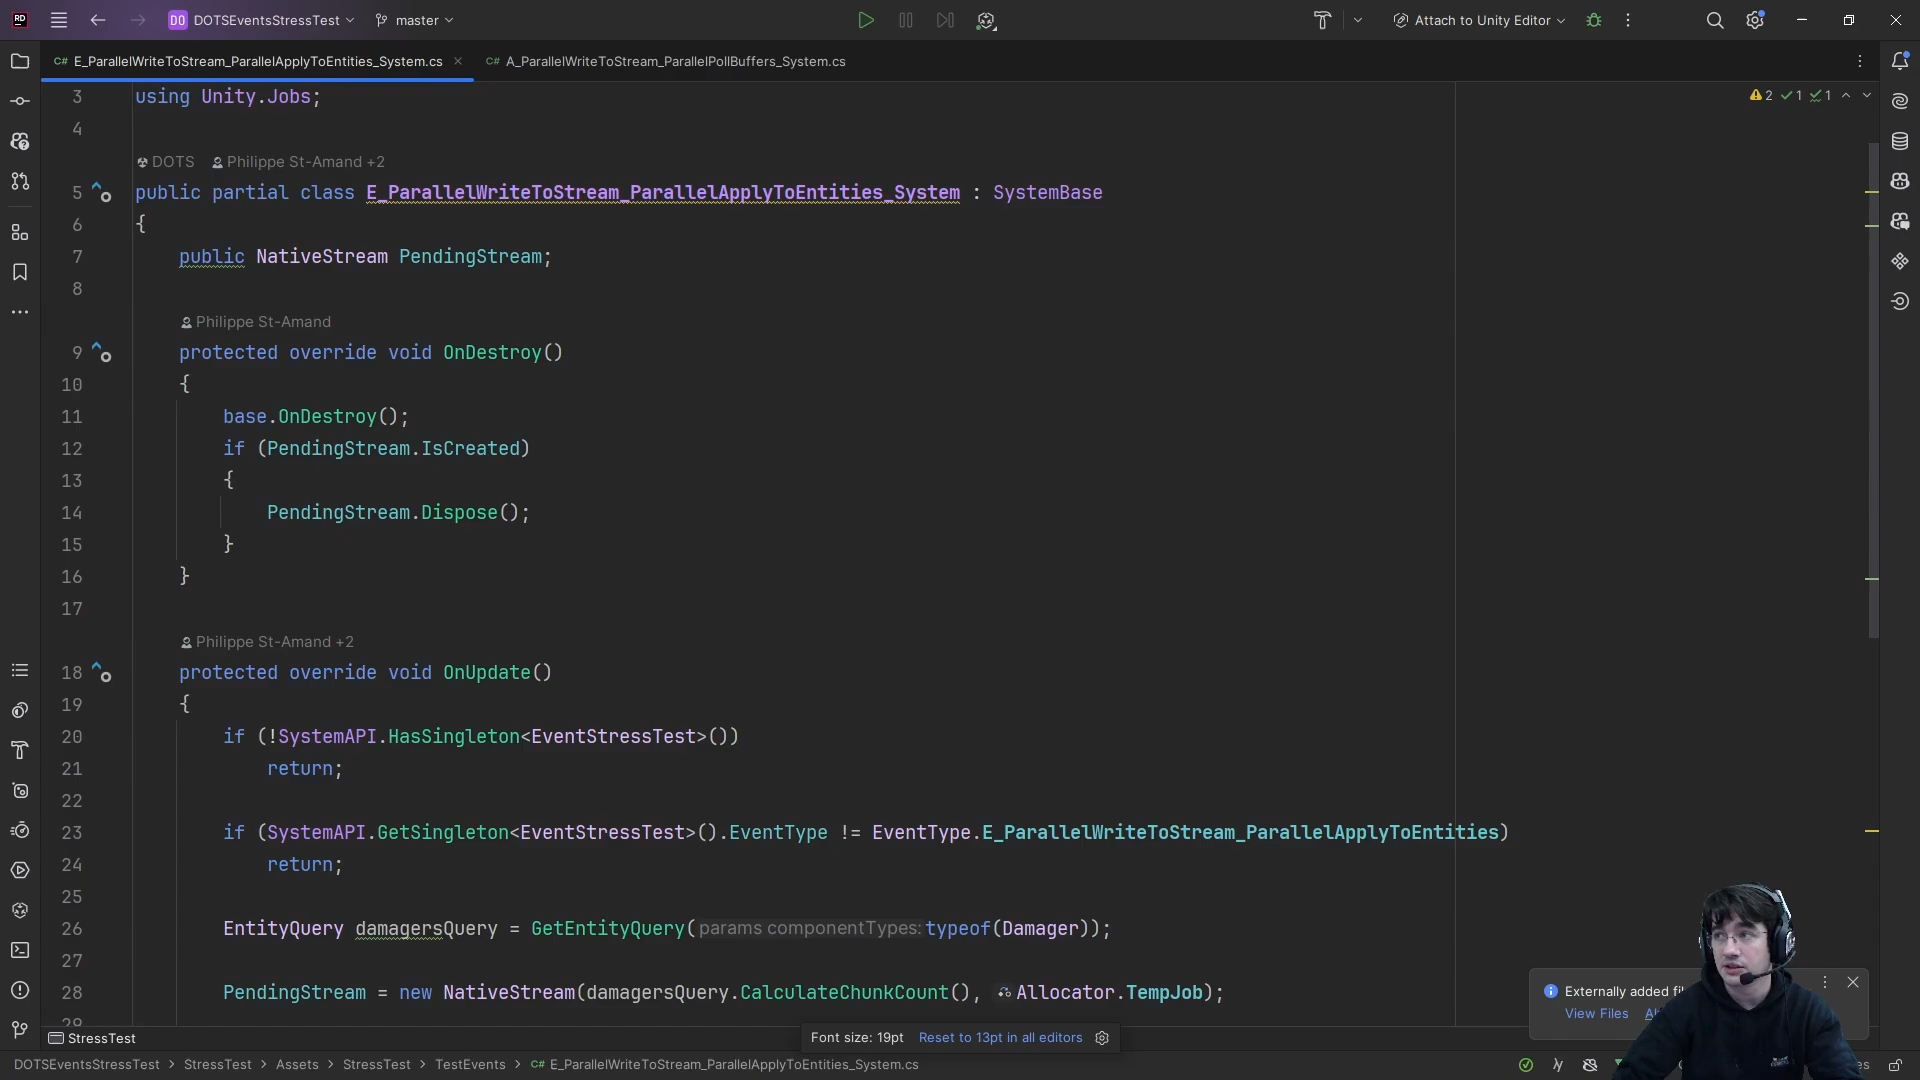 RD
DO DOTSEventsStressTest
master
Attach to Unity Editor
C# E_ParallelWriteToStream_ParallelApplyToEntities_System.cs
C# A_ParallelWriteToStream_ParallelPollBuffers_System.cs
2 1 1
3 using Unity.Jobs;
4
DOTS Philippe St-Amand +2
5 public partial class E_ParallelWriteToStream_ParallelApplyToEntities_System : SystemBase
6 {
7 public NativeStream PendingStream;
8
Philippe St-Amand
9 protected override void OnDestroy()
10 {
11 base.OnDestroy();
12 if (PendingStream.IsCreated)
13 {
14 PendingStream.Dispose();
15 }
16 }
17
Philippe St-Amand +2
18 protected override void OnUpdate()
19 {
20 if (!SystemAPI.HasSingleton<EventStressTest>())
21 return;
22
23 if (SystemAPI.GetSingleton<EventStressTest>().EventType != EventType.E_ParallelWriteToStream_ParallelApplyToEntities)
24 return;
25
26 EntityQuery damagersQuery = GetEntityQuery(params componentTypes:typeof(Damager));
27
28 PendingStream = new NativeStream(damagersQuery.CalculateChunkCount(), Allocator.TempJob);
29
Externally added
View Files
StressTest
Font size: 19pt Reset to 13pt in all editors
DOTSEventsStressTest > StressTest > Assets > StressTest > TestEvents > C# E_ParallelWriteToStream_ParallelApplyToEntities_System.cs